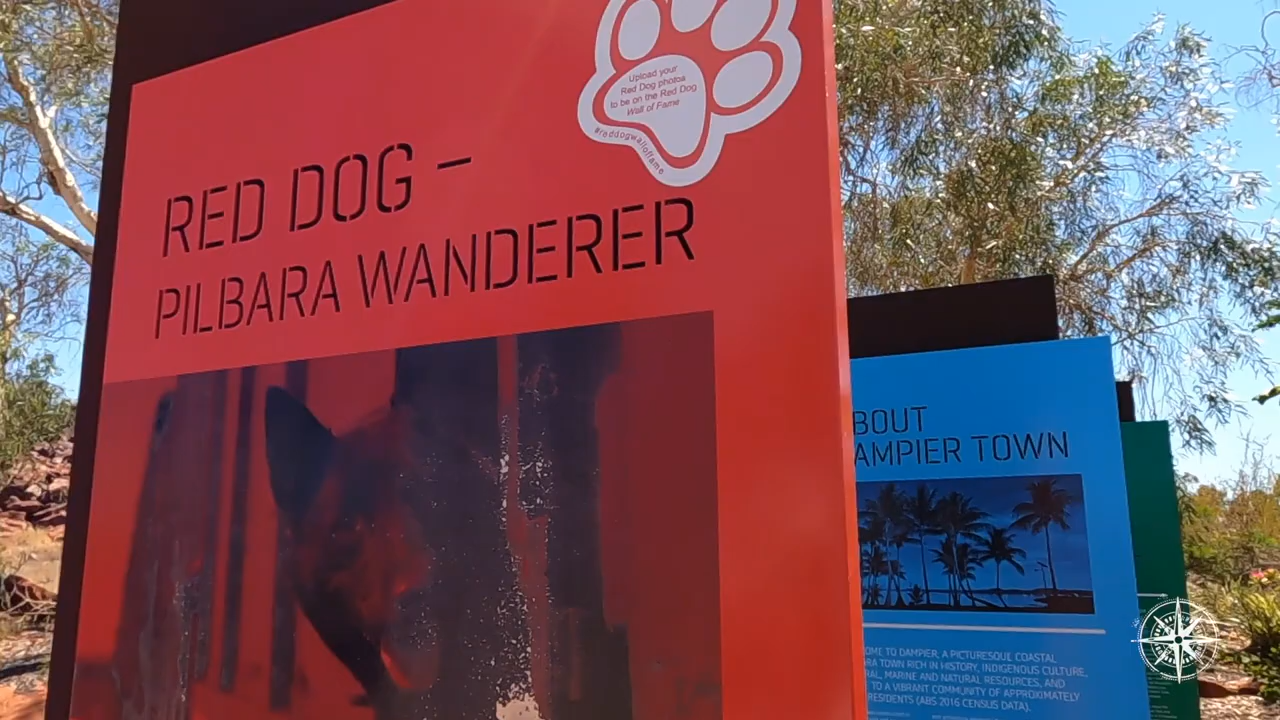 Upload your
Red Dog photos
to be on the Red Dog
Wall of Fame
#reddogwalloffame
RED DOG –
PILBARA WANDERER
BOUT
AMPIER TOWN
OME TO DAMPIER, A PICTURESQUE COASTAL
RA TOWN RICH IN HISTORY, INDIGENOUS CULTURE,
RAL, MARINE AND NATURAL RESOURCES, AND
TO A VIBRANT COMMUNITY OF APPROXIMATELY
RESIDENTS (ABS 2016 CENSUS DATA).